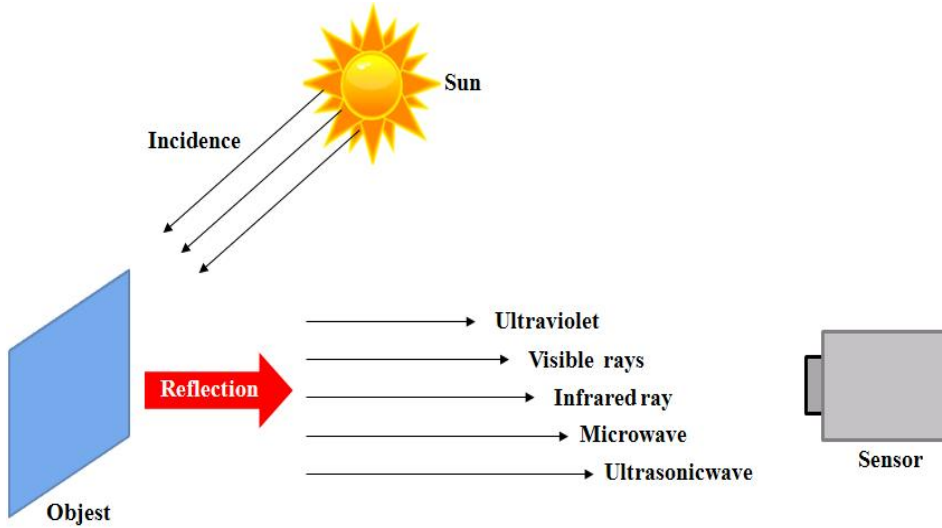 Sun
Incidence
Ultraviolet
Visible rays
Reflection
Infrared ray
Microwave
Sensor
Ultrasonicwave
Objest